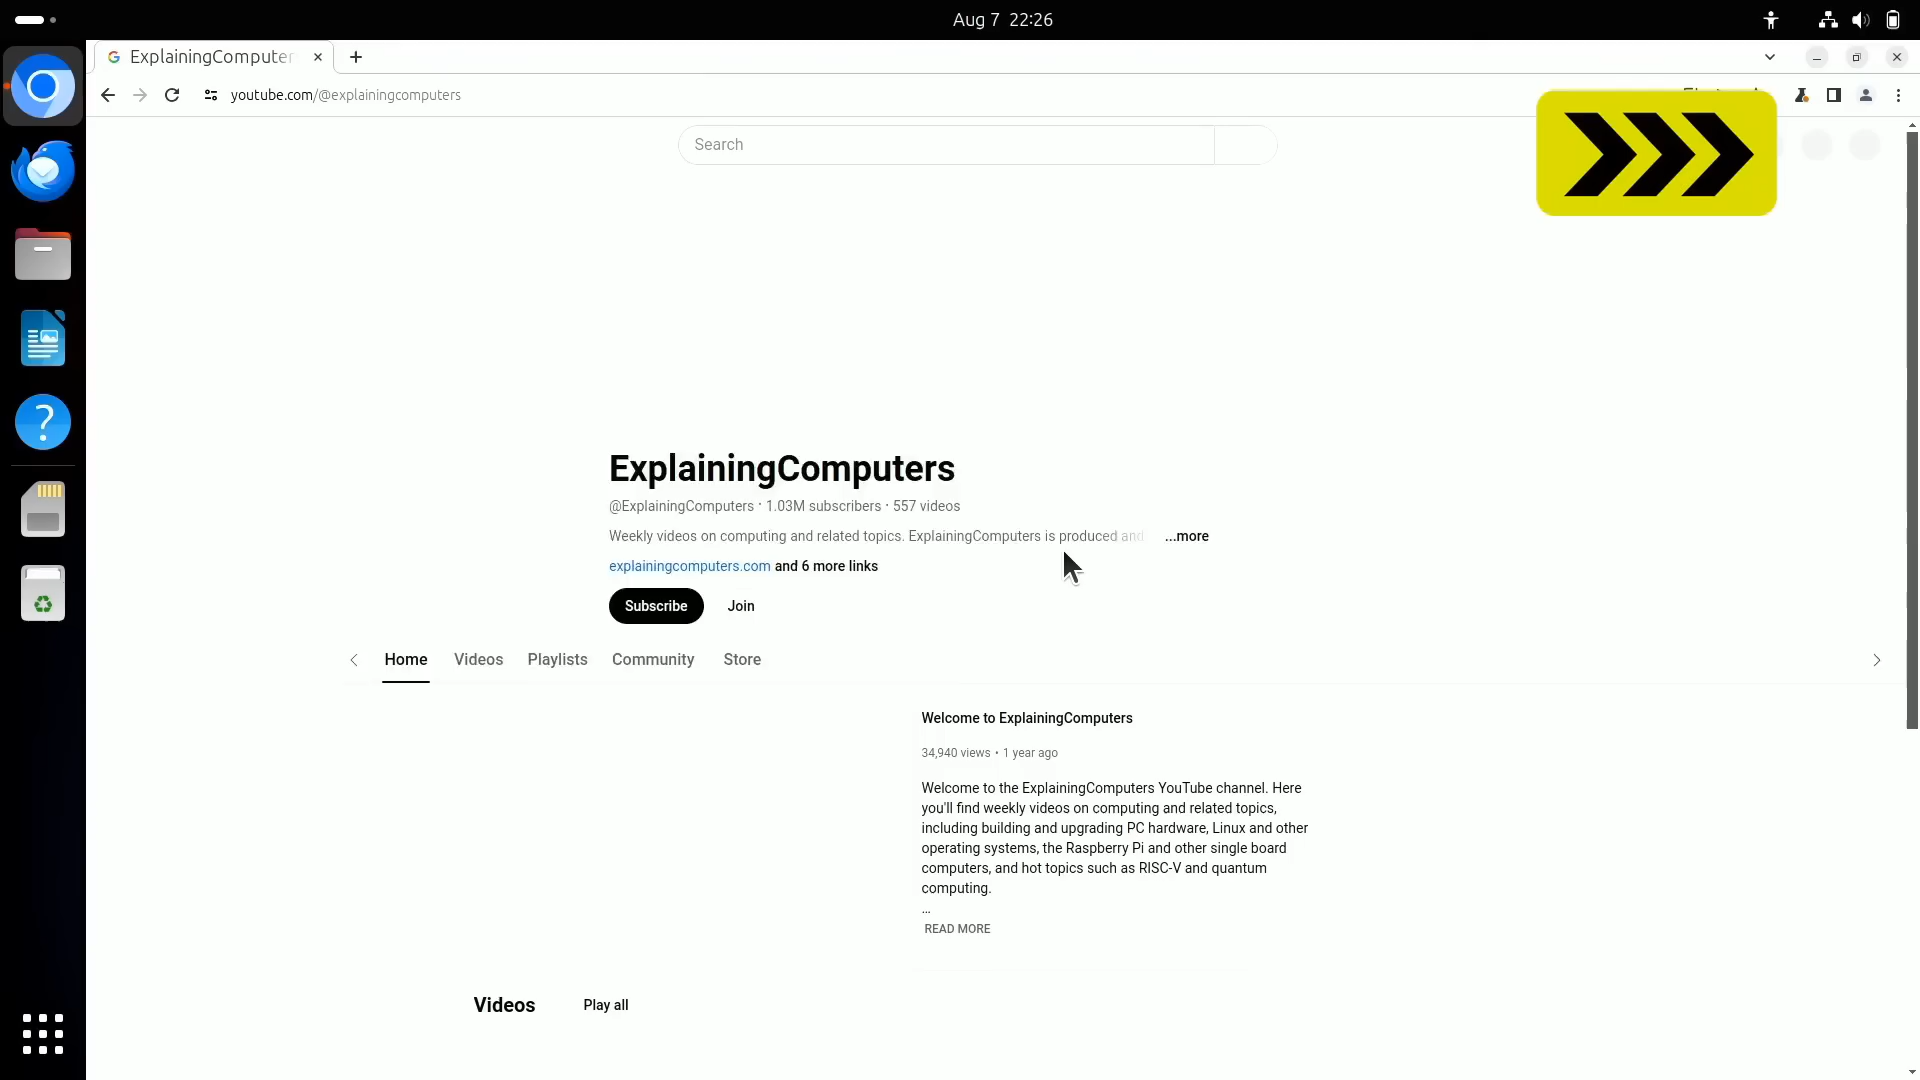 Aug 7 22:26
ExplainingComputer
youtube.com/@explainingcomputers
Search
ExplainingComputers
@ExplainingComputers · 1.03M subscribers · 557 videos
Weekly videos on computing and related topics. ExplainingComputers is produced and ...more
explainingcomputers.com and 6 more links
Subscribe Join
Home Videos Playlists Community Store
Welcome to ExplainingComputers
34,940 views • 1 year ago
Welcome to the ExplainingComputers YouTube channel. Here
you'll find weekly videos on computing and related topics,
including building and upgrading PC hardware, Linux and other
operating systems, the Raspberry Pi and other single board
computers, and hot topics such as RISC-V and quantum
computing.
...
READ MORE
Videos Play all